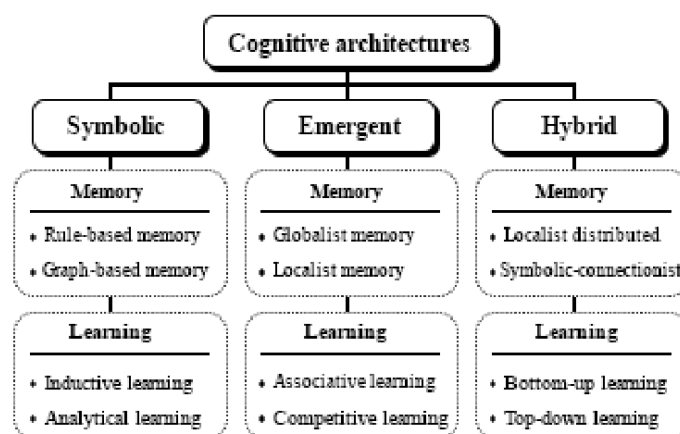 Cognitive architectures
Symbolic
Emergent
Hybrid
Memory
♦ Rule-based memory
♦ Graph-based memory
Memory
♦ Globalist memory
♦ Localist memory
Memory
♦ Localist distributed
♦ Symbolic-connectionist
Learning
♦ Inductive learning
♦ Analytical learning
Learning
♦ Associative learning
♦ Competitive learning
Learning
♦ Bottom-up learning
♦ Top-down learning